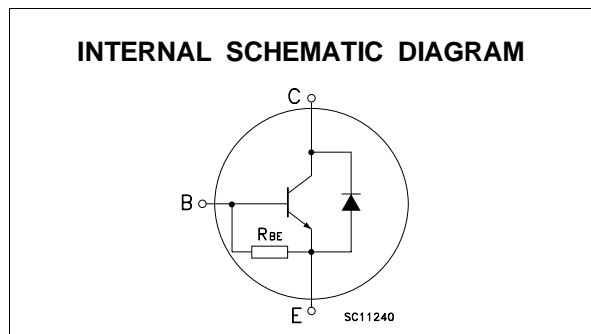 INTERNAL SCHEMATIC DIAGRAM
C
B
RBE
E
SC11240